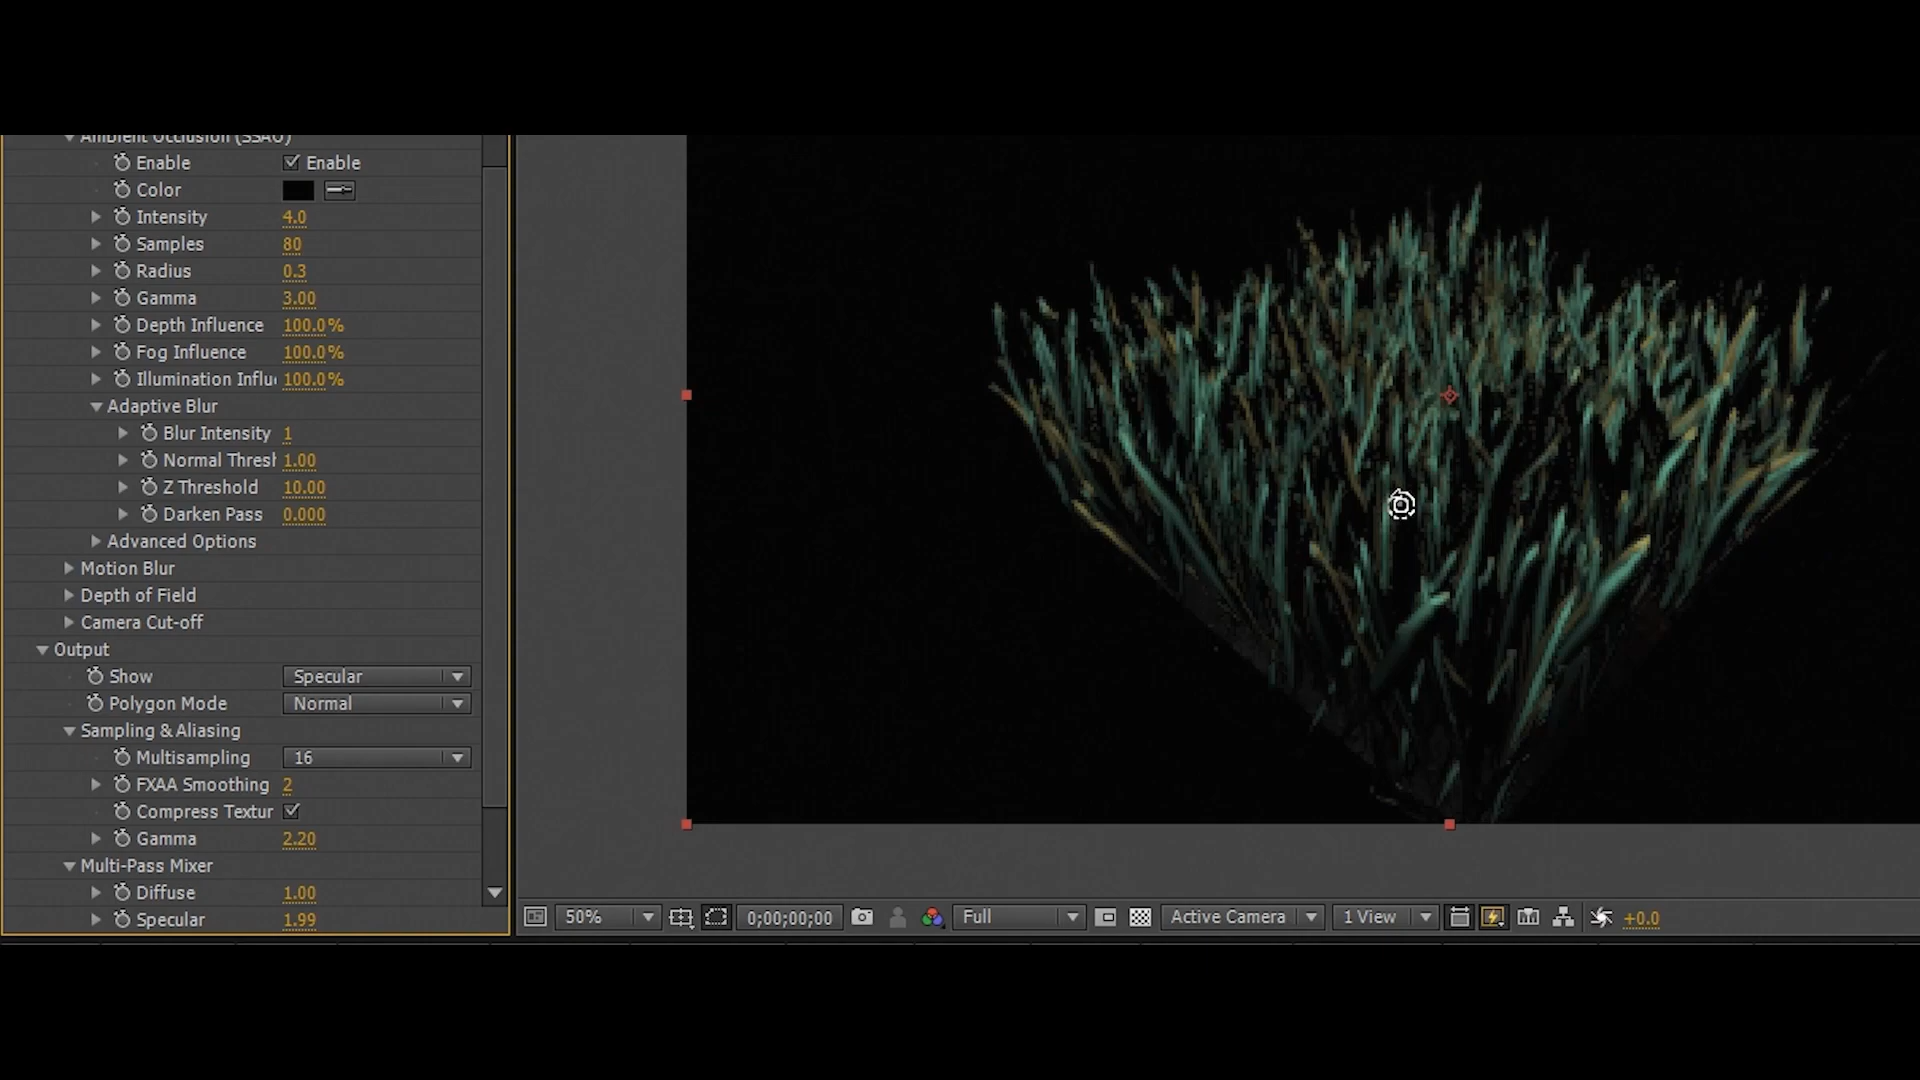 Ambient Occlusion (SSAO)
Enable Enable
Color
Intensity 4.0
Samples 80
Radius 0.3
Gamma 3.00
Depth Influence 100.0%
Fog Influence 100.0%
Illumination Influ 100.0%
Adaptive Blur
Blur Intensity 1
Normal Thresh 1.00
Z Threshold 10.00
Darken Pass 0.000
Advanced Options
Motion Blur
Depth of Field
Camera Cut-off
Output
Show Specular
Polygon Mode Normal
Sampling & Aliasing
Multisampling 16
FXAA Smoothing 2
Compress Textur
Gamma 2.20
Multi-Pass Mixer
Diffuse 1.00
Specular 1.99
50% 0;00;00;00 Full Active Camera 1 View +0.0